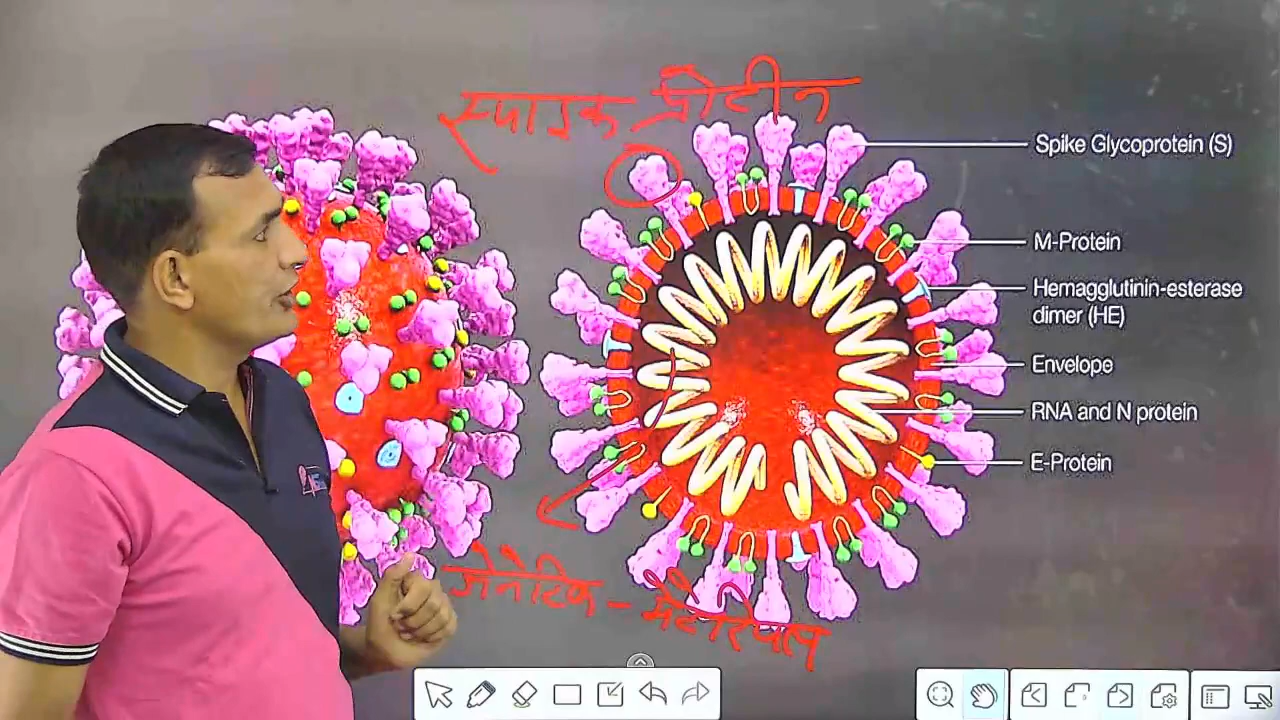 स्पाइक प्रोटीन
Spike Glycoprotein (S)
M-Protein
Hemagglutinin-esterase
dimer (HE)
Envelope
RNA and N protein
E-Protein
जेनेटिक - मैटेरियल